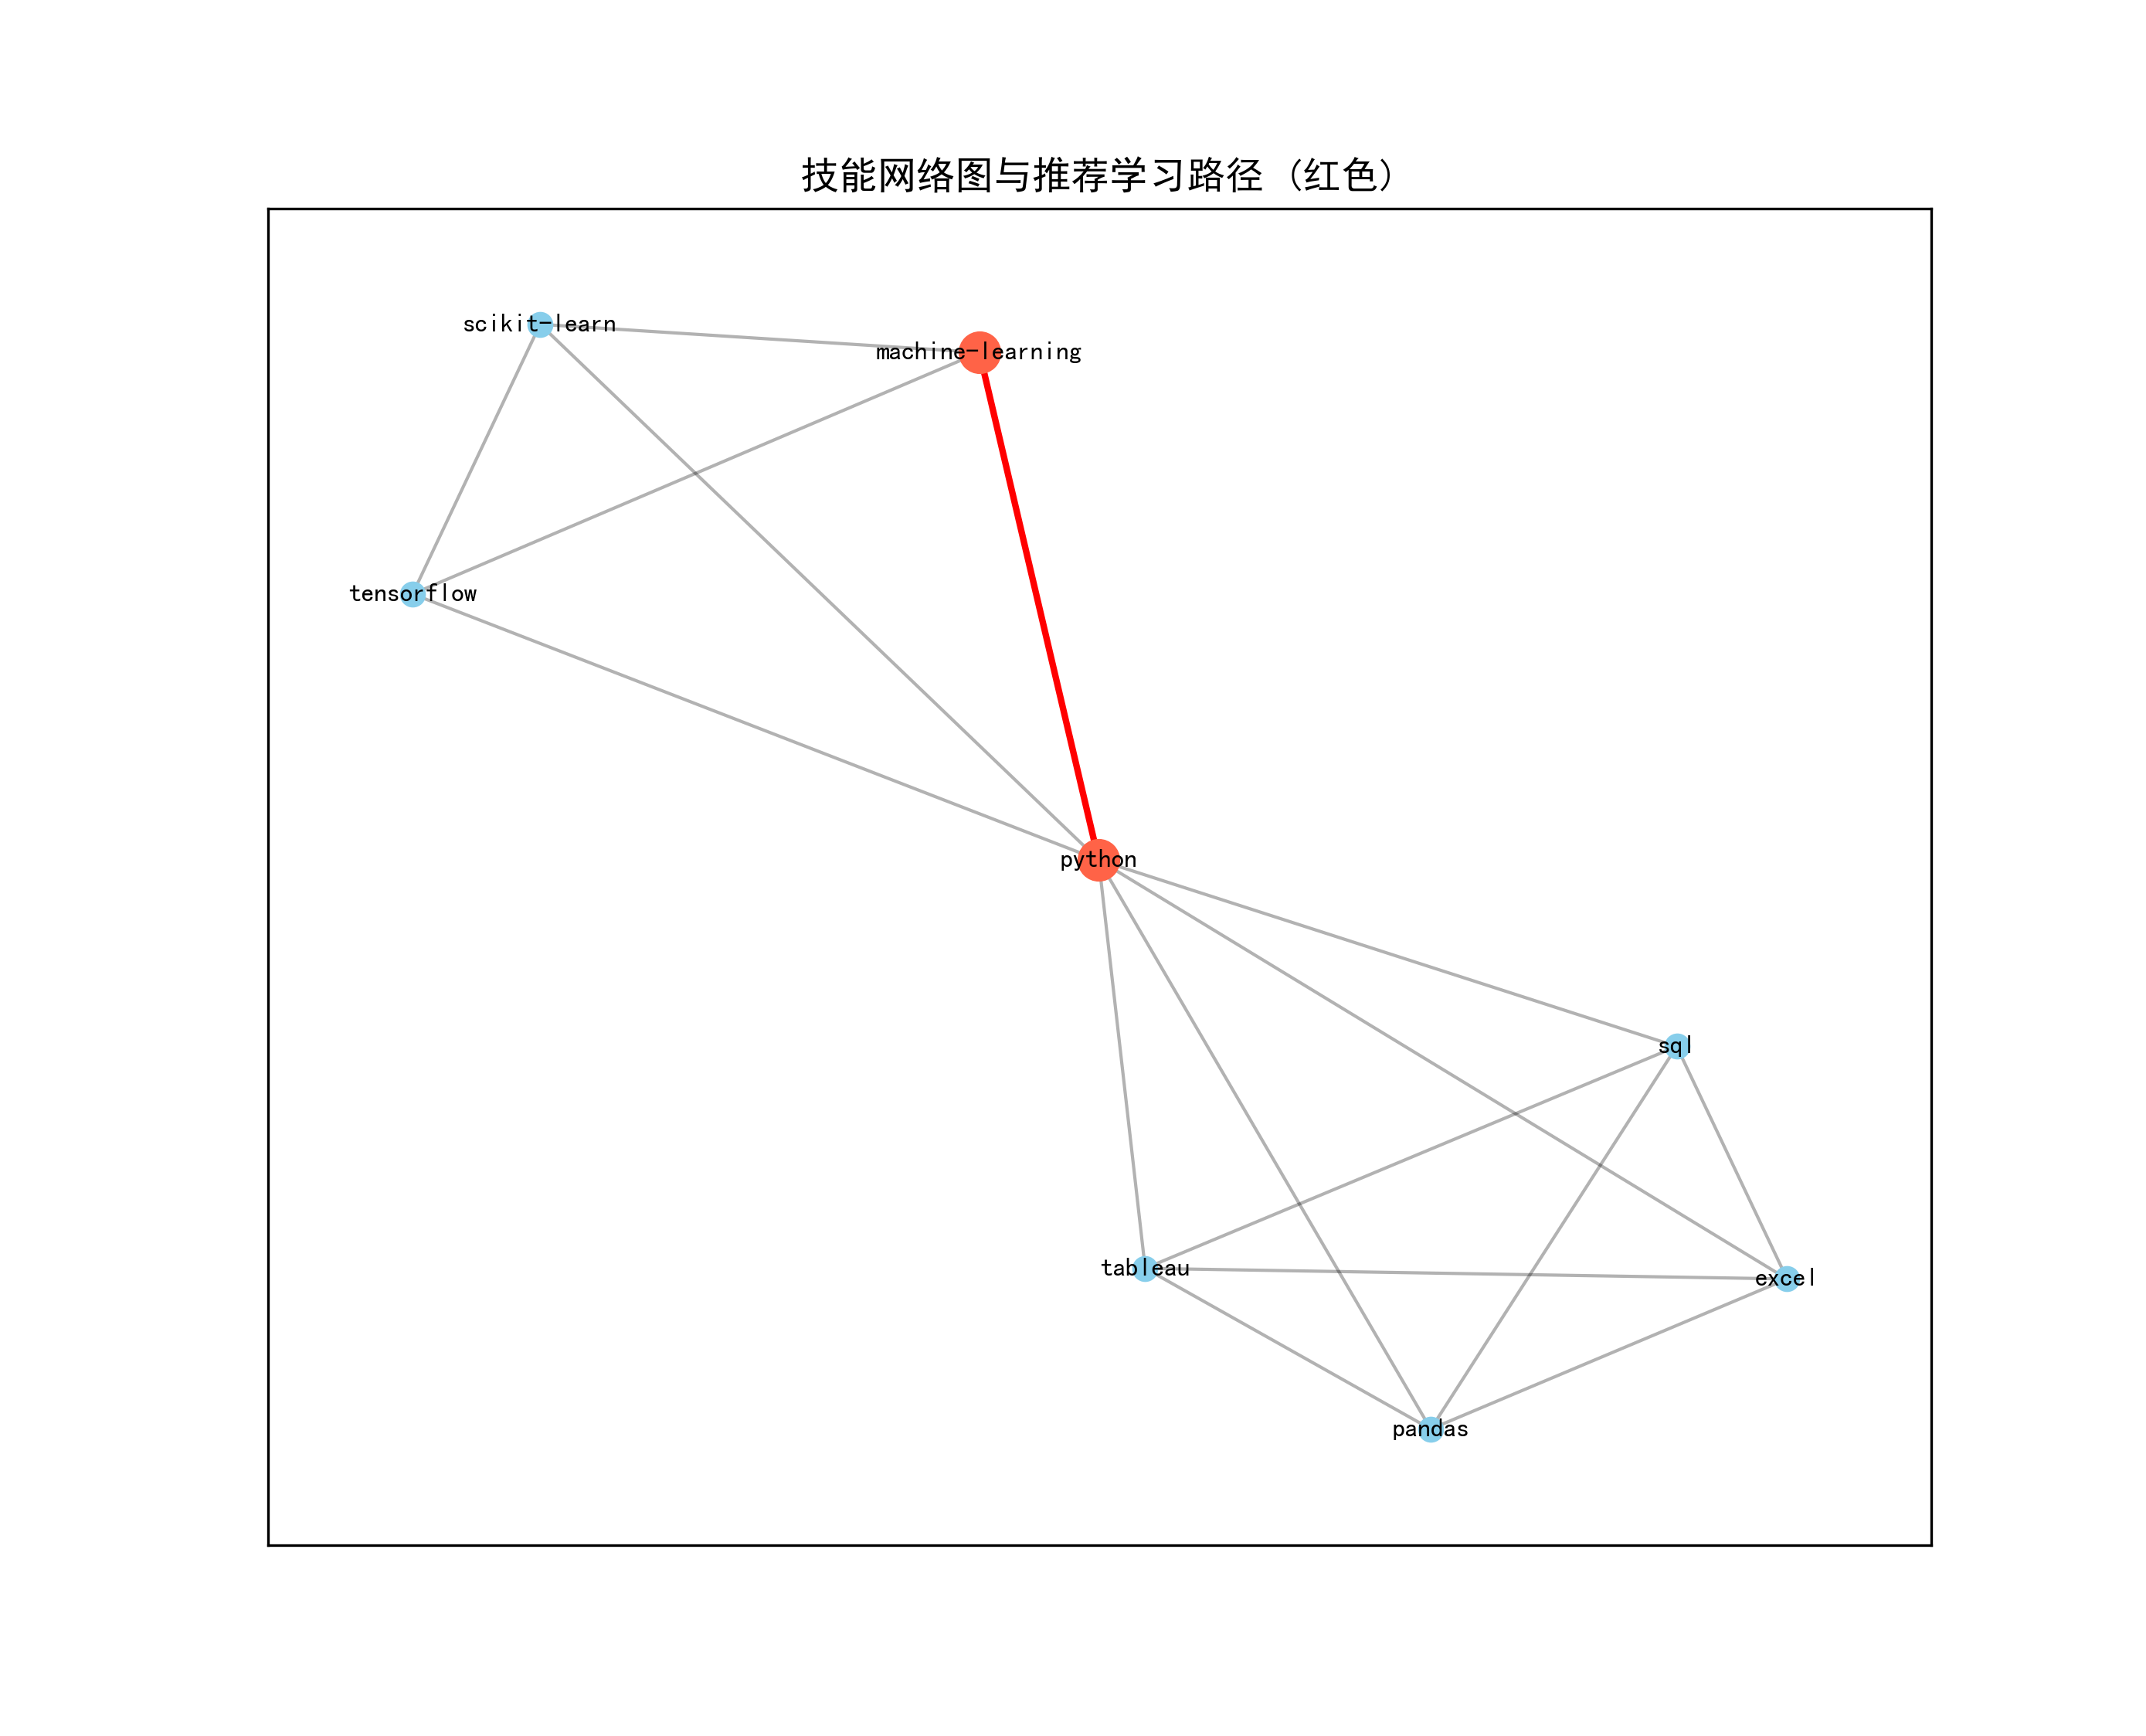 技能网络图与推荐学习路径 (红色)
scikit-learn
machine-learning
tensorflow
python
sql
tableau
excel
pandas